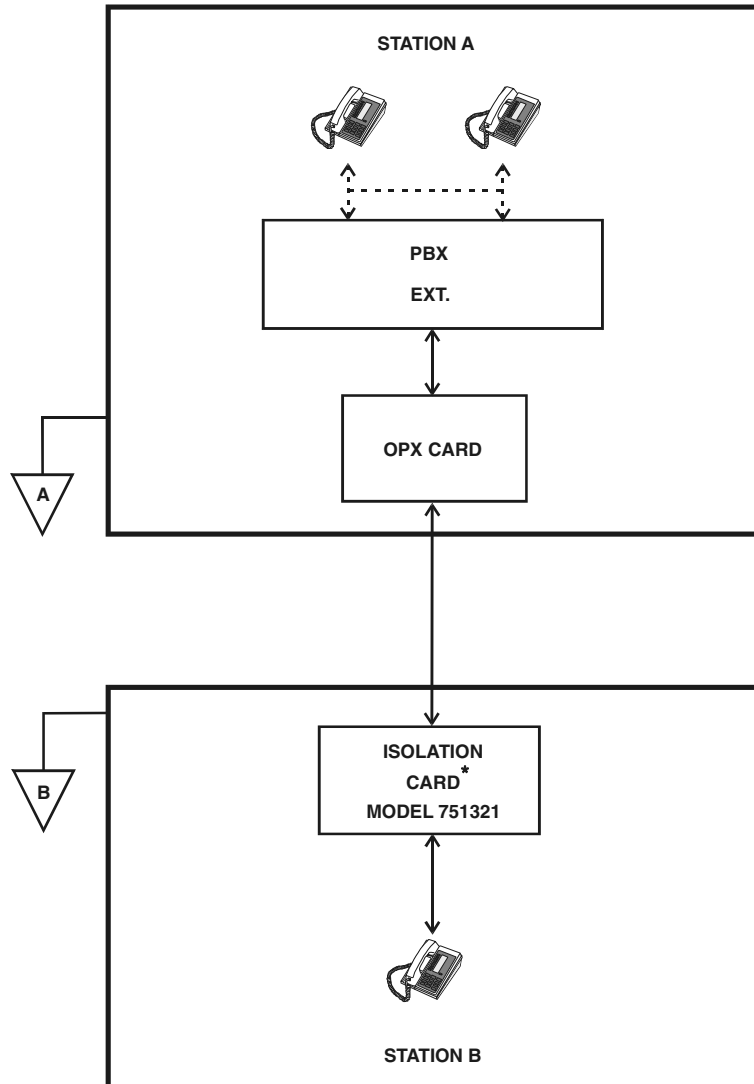 STATION A
PBX
EXT.
OPX CARD
A
B
ISOLATION
CARD*
MODEL 751321
STATION B